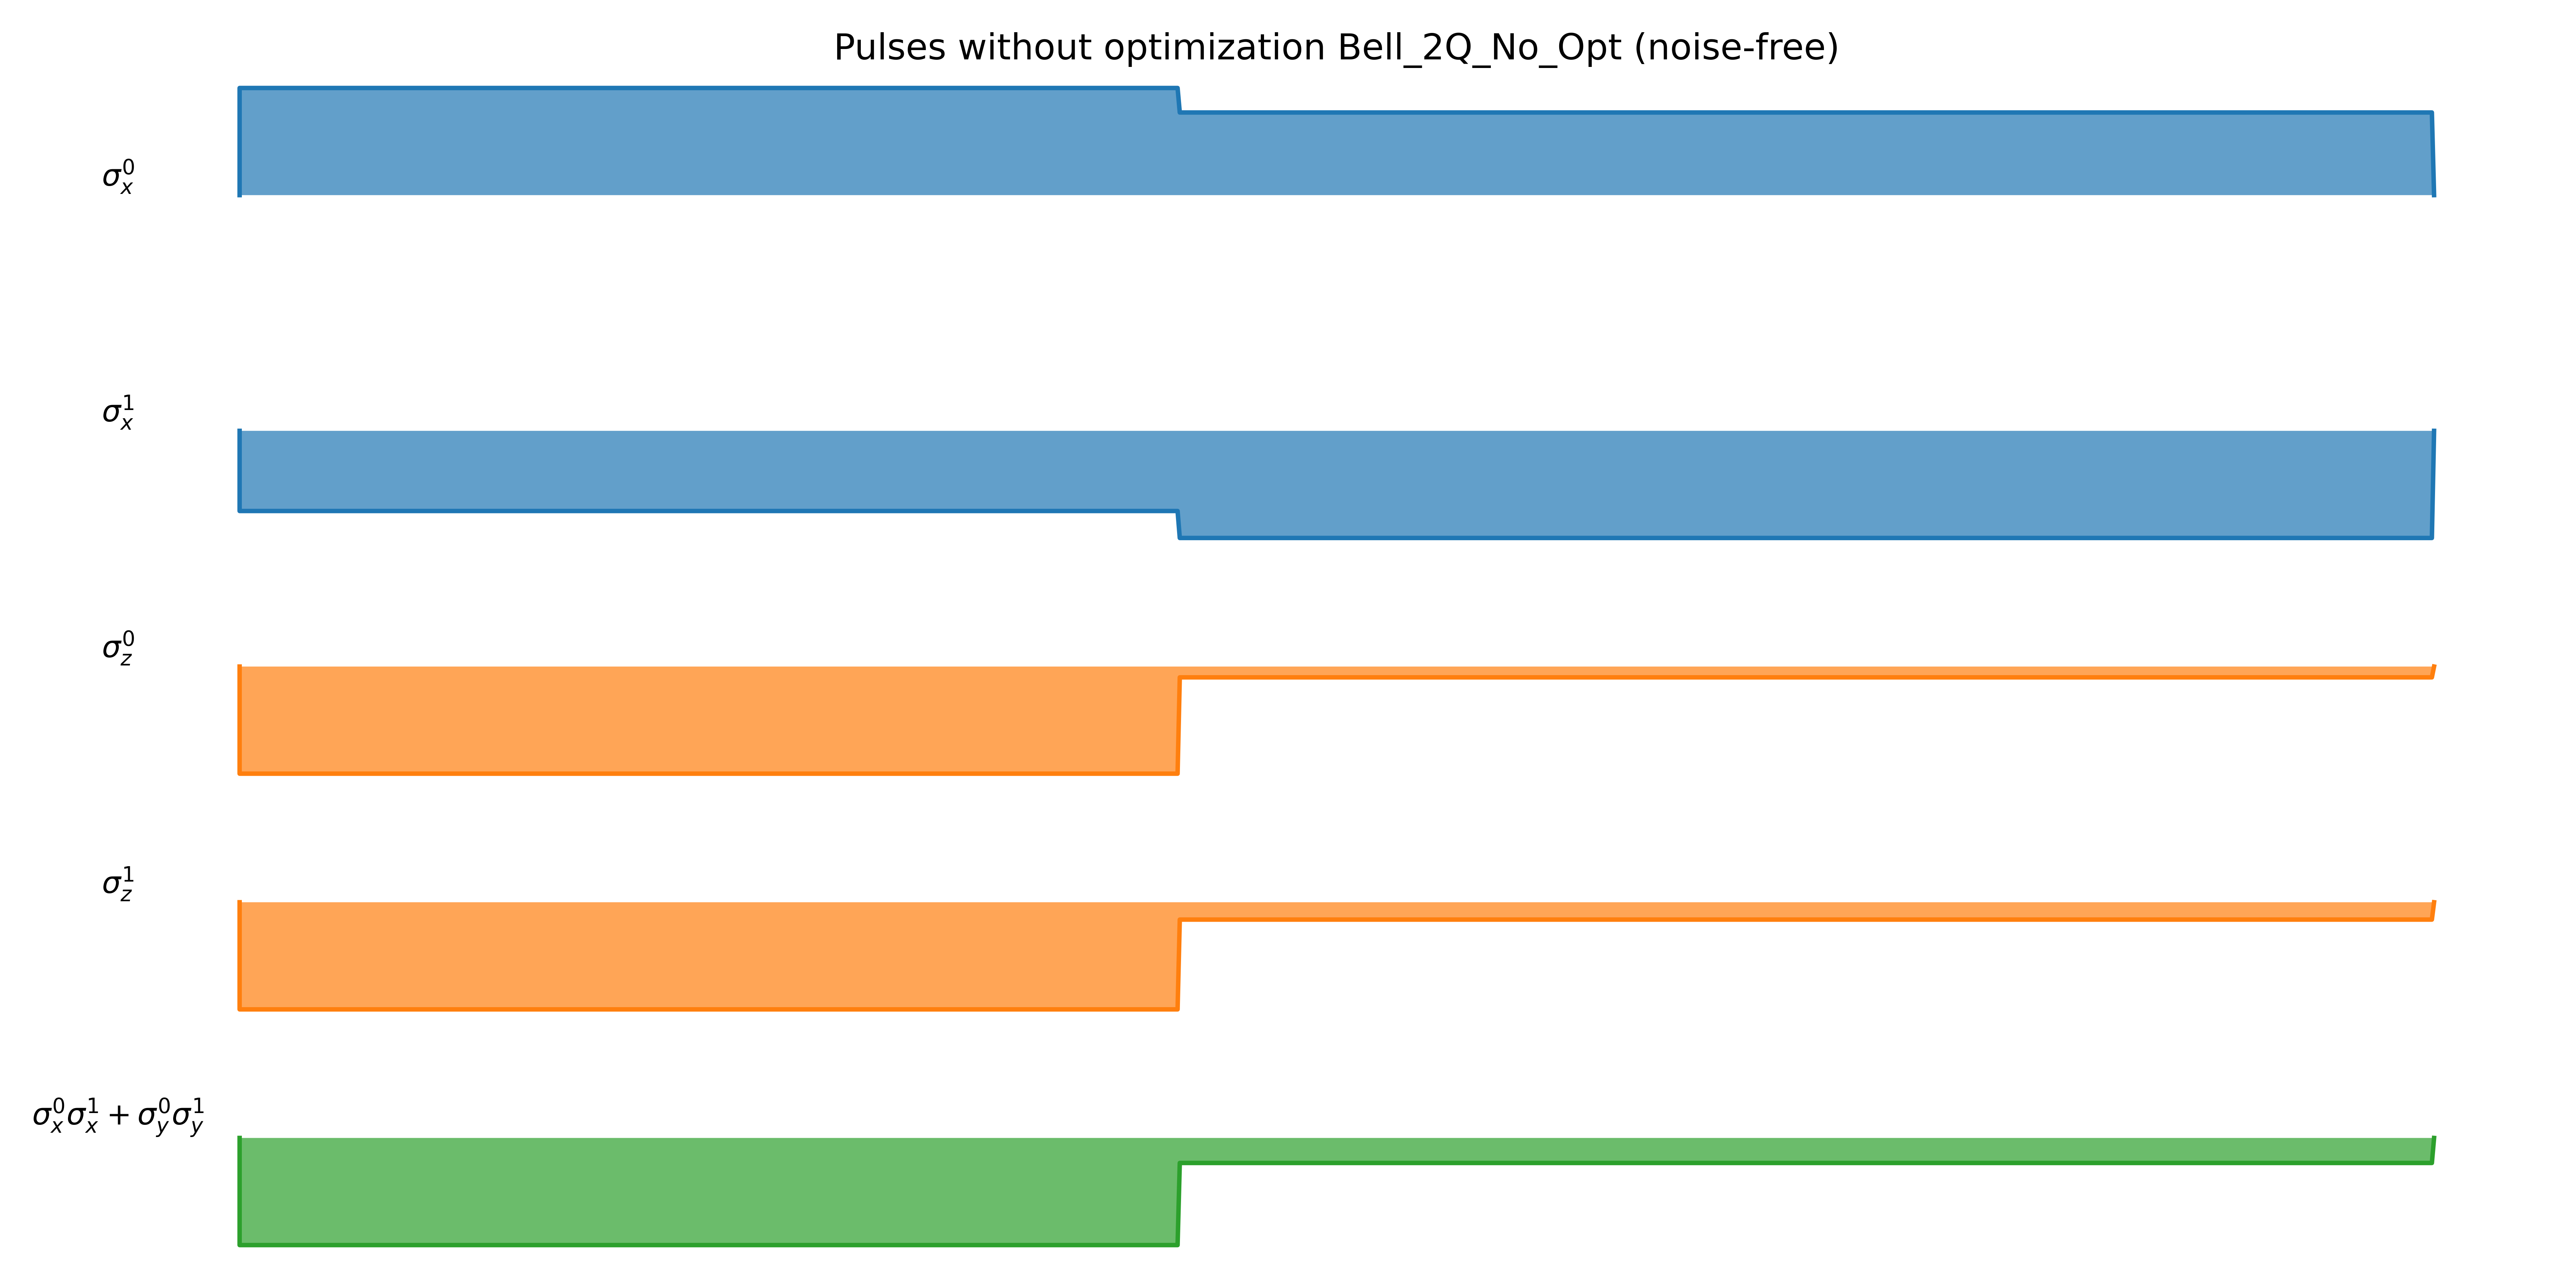 Pulses without optimization Bell_2Q_No_Opt (noise-free)
σ_x^0
σ_x^1
σ_z^0
σ_z^1
σ_x^0σ_x^1 + σ_y^0σ_y^1